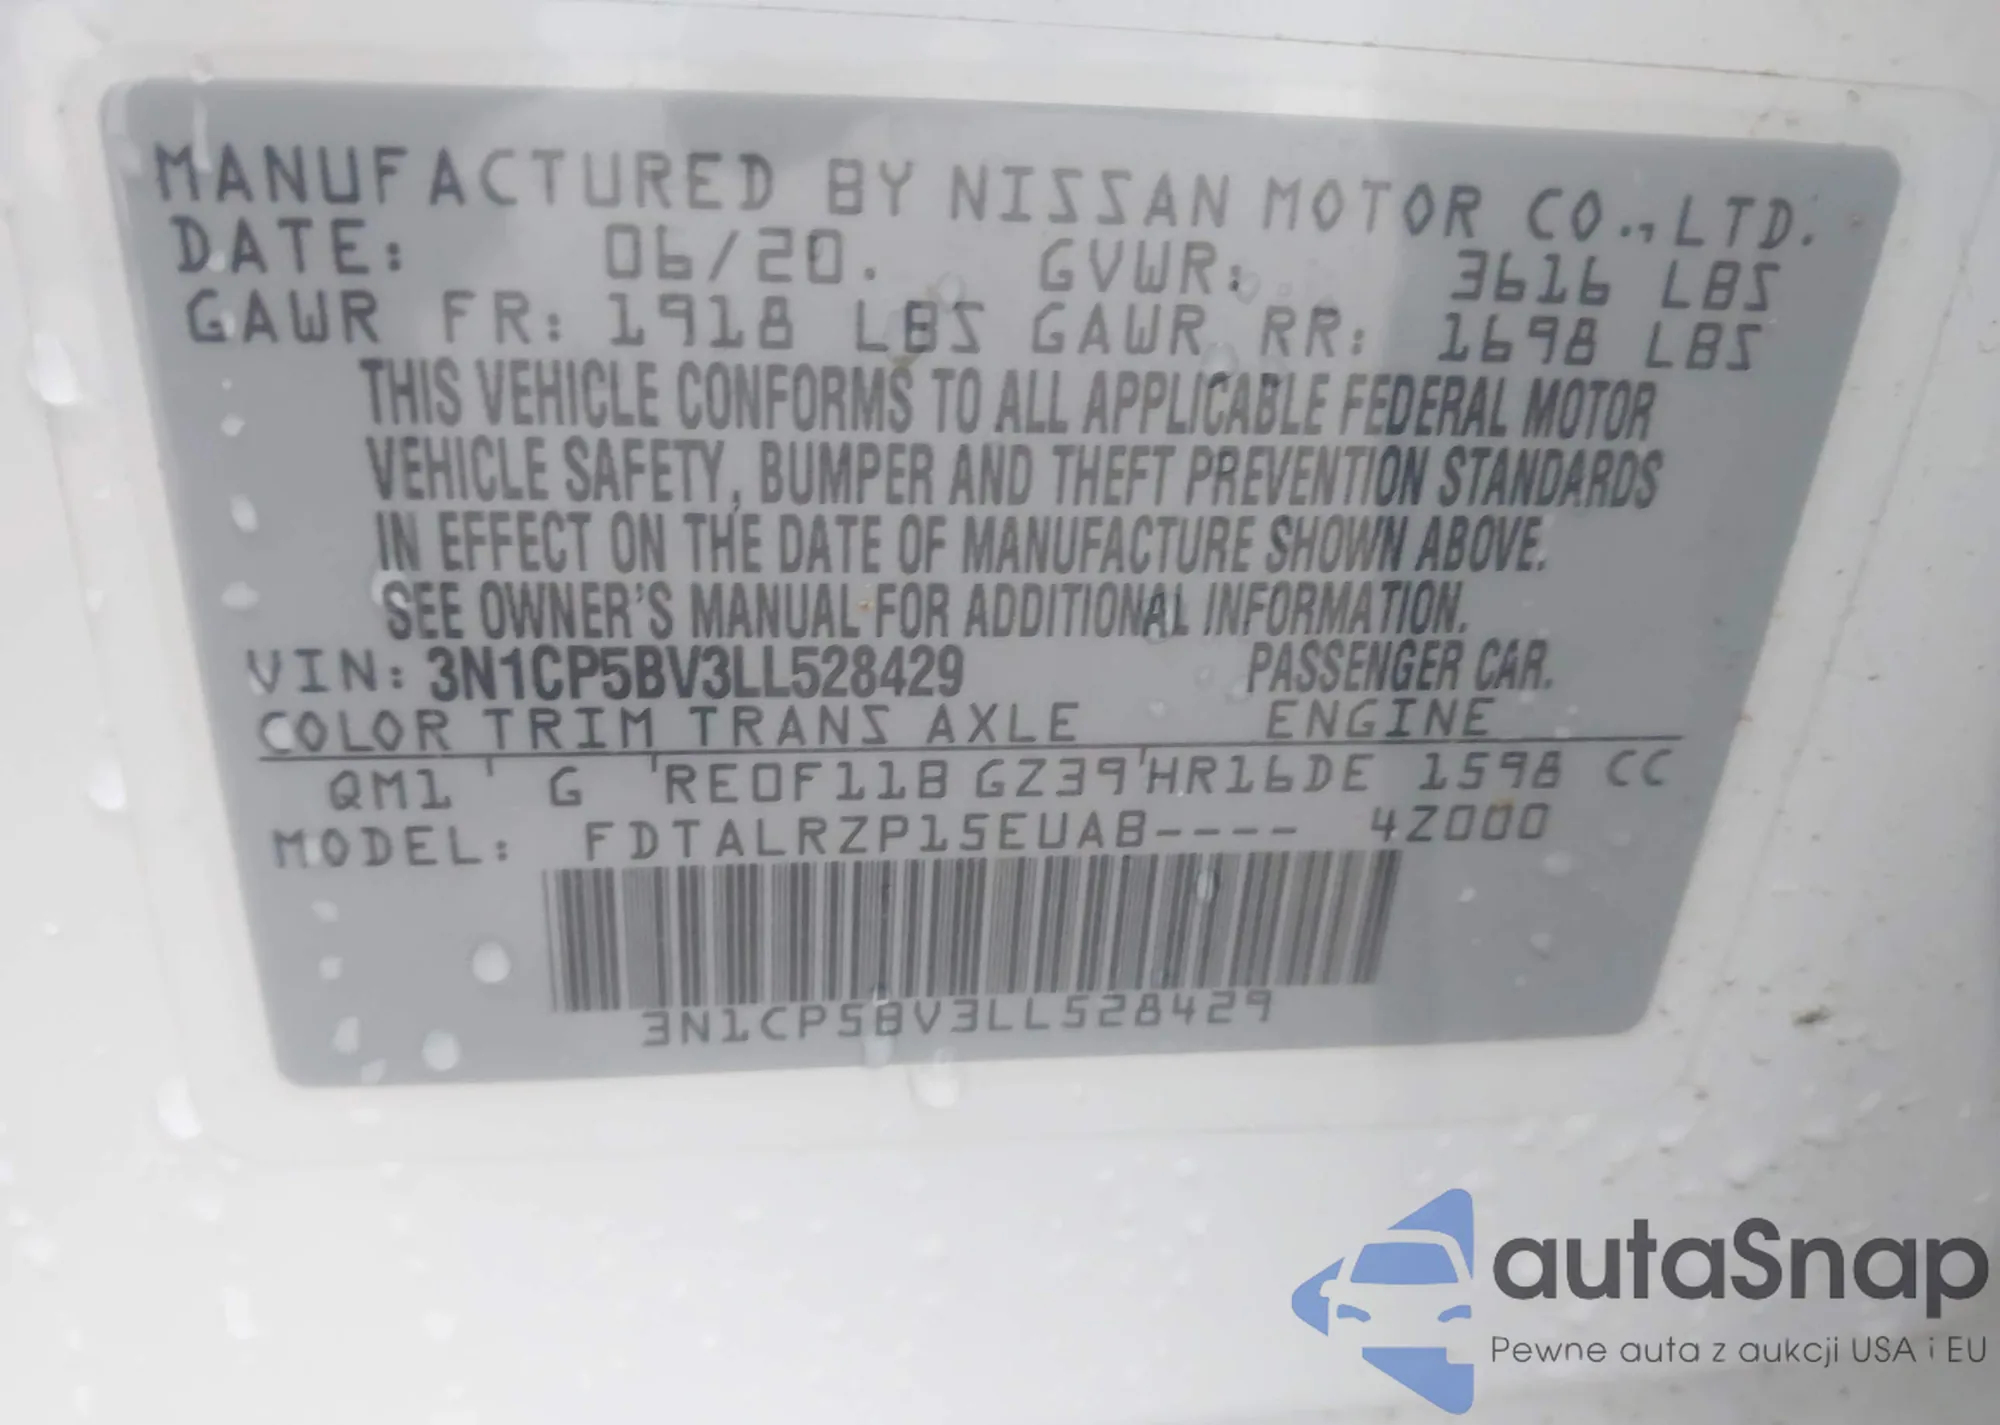 MANUFACTURED BY NISSAN MOTOR CO., LTD.
DATE: 06/20. GVWR: 3616 LBS
GAWR FR: 1918 LBS GAWR RR: 1698 LBS
THIS VEHICLE CONFORMS TO ALL APPLICABLE FEDERAL MOTOR
VEHICLE SAFETY, BUMPER AND THEFT PREVENTION STANDARDS
IN EFFECT ON THE DATE OF MANUFACTURE SHOWN ABOVE.
SEE OWNER'S MANUAL FOR ADDITIONAL INFORMATION.
VIN: 3N1CP5BV3LL528429 PASSENGER CAR.
COLOR TRIM TRANS AXLE ENGINE
QM1 ' G 'RE0F11B GZ39'HR16DE 1598 CC
MODEL: FDTALRZP15EUAB---- 4Z000
3N1CP5BV3LL528429
autaSnap
Pewne auta z aukcji USA i EU